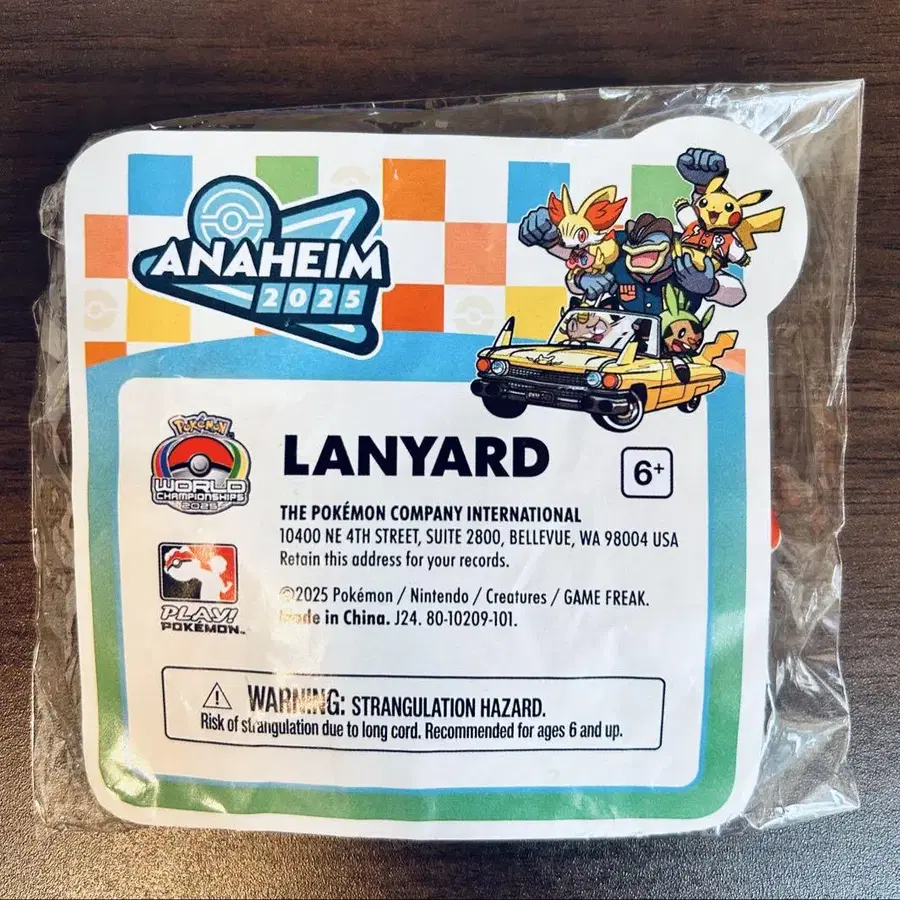 ANAHEIM
2025
POKÉMON
WORLD
CHAMPIONSHIPS
2025
LANYARD
6+
THE POKÉMON COMPANY INTERNATIONAL
10400 NE 4TH STREET, SUITE 2800, BELLEVUE, WA 98004 USA
Retain this address for your records.
©2025 Pokémon / Nintendo / Creatures / GAME FREAK.
Made in China. J24. 80-10209-101.
PLAY!
POKÉMON™
WARNING: STRANGULATION HAZARD.
Risk of strangulation due to long cord. Recommended for ages 6 and up.